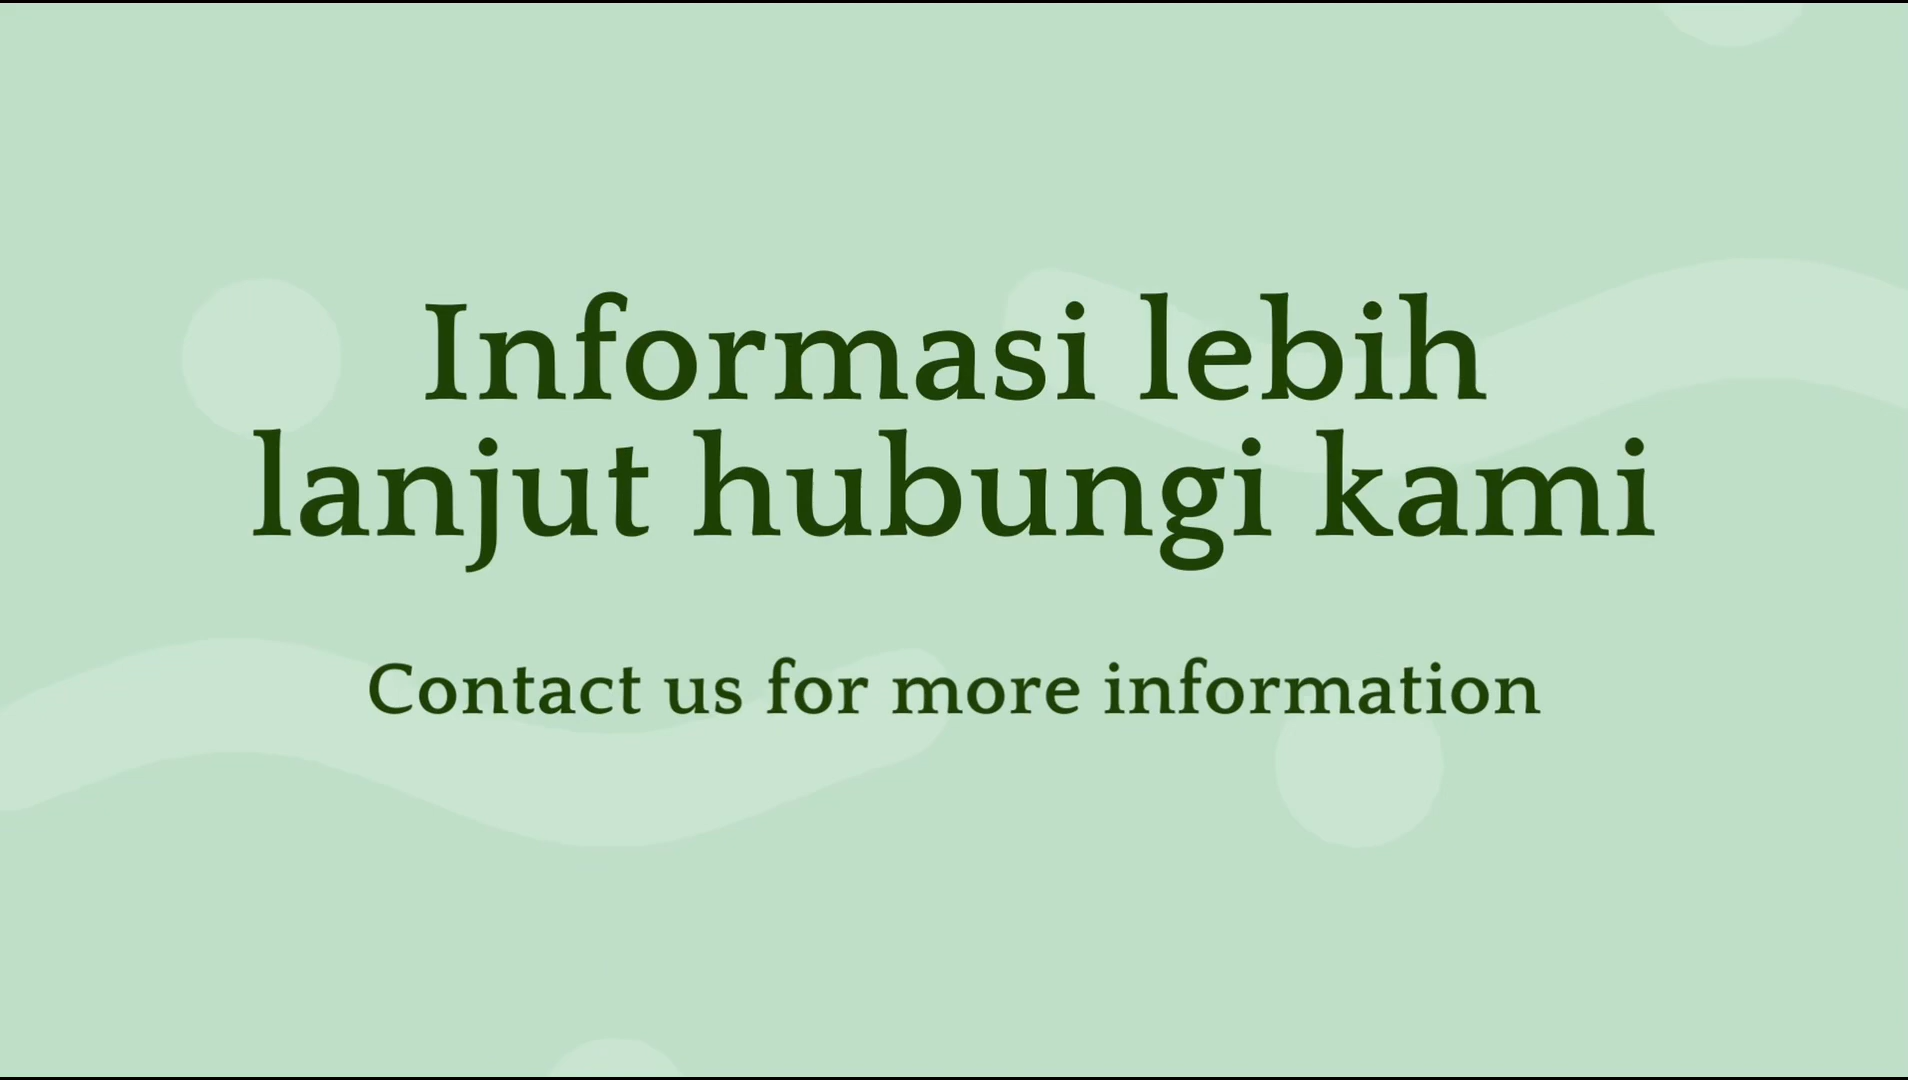 Informasi lebih
lanjut hubungi kami
Contact us for more information